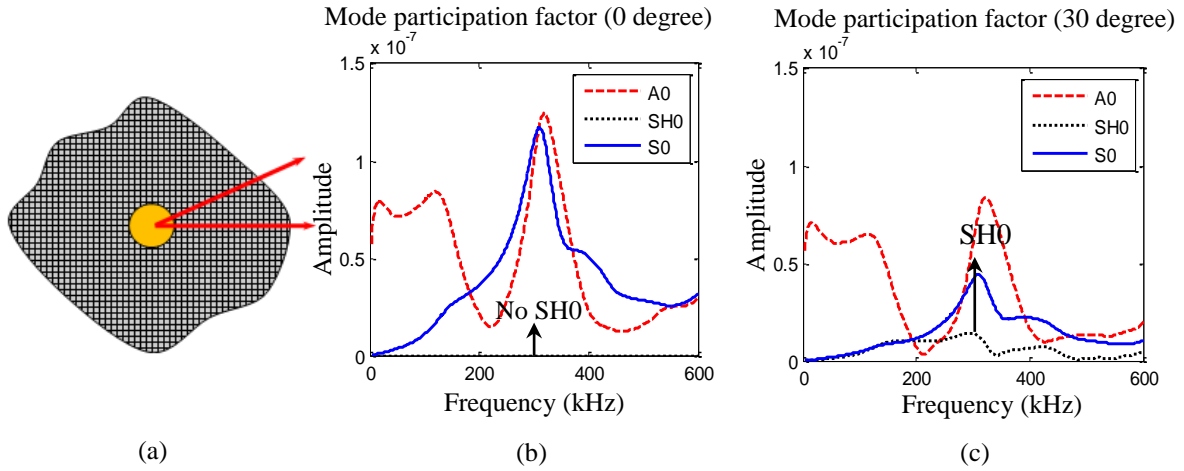 Mode participation factor (0 degree)
x 10-7
1.5
1
0.5
0
0 200 400 600
Amplitude
Frequency (kHz)
A0
SH0
S0
No SH0
Mode participation factor (30 degree)
x 10-7
1.5
1
0.5
0
0 200 400 600
Amplitude
Frequency (kHz)
A0
SH0
S0
SH0
(a)
(b)
(c)